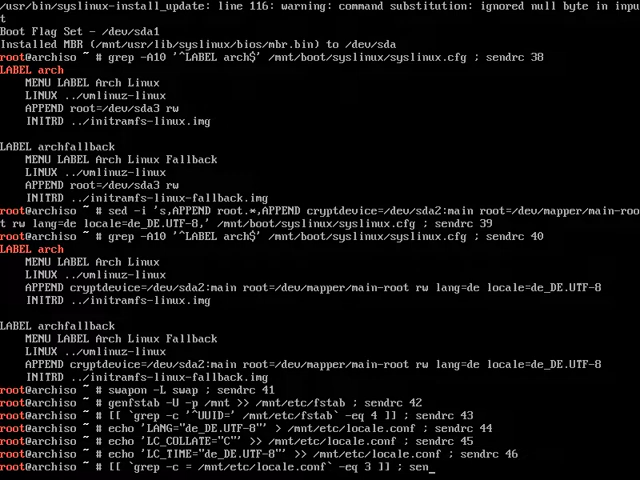 /usr/bin/syslinux-install_update: line 116: warning: command substitution: ignored null byte in inpu
t
Boot Flag Set - /dev/sda1
Installed MBR (/mnt/usr/lib/syslinux/bios/mbr.bin) to /dev/sda
root@archiso ~ # grep -A10 '^LABEL arch$' /mnt/boot/syslinux/syslinux.cfg ; sendrc 38
LABEL arch
    MENU LABEL Arch Linux
    LINUX ../vmlinuz-linux
    APPEND root=/dev/sda3 rw
    INITRD ../initramfs-linux.img

LABEL archfallback
    MENU LABEL Arch Linux Fallback
    LINUX ../vmlinuz-linux
    APPEND root=/dev/sda3 rw
    INITRD ../initramfs-linux-fallback.img
root@archiso ~ # sed -i 's,APPEND root.*,APPEND cryptdevice=/dev/sda2:main root=/dev/mapper/main-roo
t rw lang=de locale=de_DE.UTF-8,' /mnt/boot/syslinux/syslinux.cfg ; sendrc 39
root@archiso ~ # grep -A10 '^LABEL arch$' /mnt/boot/syslinux/syslinux.cfg ; sendrc 40
LABEL arch
    MENU LABEL Arch Linux
    LINUX ../vmlinuz-linux
    APPEND cryptdevice=/dev/sda2:main root=/dev/mapper/main-root rw lang=de locale=de_DE.UTF-8
    INITRD ../initramfs-linux.img

LABEL archfallback
    MENU LABEL Arch Linux Fallback
    LINUX ../vmlinuz-linux
    APPEND cryptdevice=/dev/sda2:main root=/dev/mapper/main-root rw lang=de locale=de_DE.UTF-8
    INITRD ../initramfs-linux-fallback.img
root@archiso ~ # swapon -L swap ; sendrc 41
root@archiso ~ # genfstab -U -p /mnt >> /mnt/etc/fstab ; sendrc 42
root@archiso ~ # [[ `grep -c '^UUID=' /mnt/etc/fstab` -eq 4 ]] ; sendrc 43
root@archiso ~ # echo 'LANG="de_DE.UTF-8"' > /mnt/etc/locale.conf ; sendrc 44
root@archiso ~ # echo 'LC_COLLATE="C"' >> /mnt/etc/locale.conf ; sendrc 45
root@archiso ~ # echo 'LC_TIME="de_DE.UTF-8"' >> /mnt/etc/locale.conf ; sendrc 46
root@archiso ~ # [[ `grep -c = /mnt/etc/locale.conf` -eq 3 ]] ; sen_